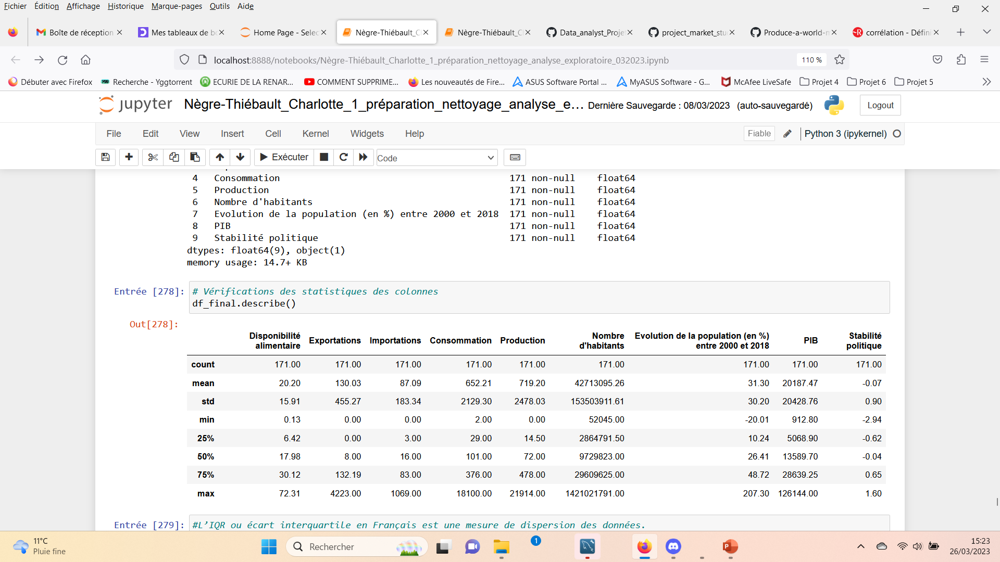 Fichier Édition Affichage Historique Marque-pages Outils Aide
Boîte de réception Mes tableaux de bo Home Page - Selec Nègre-Thiébault_C Nègre-Thiébault_C Data_analyst_Proje project_market_stu Produce-a-world-m corrélation - Défini
localhost:8888/notebooks/Nègre-Thiébault_Charlotte_1_préparation_nettoyage_analyse_exploratoire_032023.ipynb 110 %
Débuter avec Firefox Recherche - Yggtorrent ECURIE DE LA RENAR... COMMENT SUPPRIME... Les nouveautés de Fire... ASUS Software Portal ... MyASUS Software - G... McAfee LiveSafe Projet 4 Projet 6 Projet 5
jupyter Nègre-Thiébault_Charlotte_1_préparation_nettoyage_analyse_e... Dernière Sauvegarde : 08/03/2023 (auto-sauvegardé) Logout
File Edit View Insert Cell Kernel Widgets Help Fiable Python 3 (ipykernel)
Exécuter Code
4 Consommation 171 non-null float64
5 Production 171 non-null float64
6 Nombre d'habitants 171 non-null float64
7 Evolution de la population (en %) entre 2000 et 2018 171 non-null float64
8 PIB 171 non-null float64
9 Stabilité politique 171 non-null float64
dtypes: float64(9), object(1)
memory usage: 14.7+ KB
Entrée [278]: # Vérifications des statistiques des colonnes
df_final.describe()
Out[278]:
Disponibilité alimentaire Exportations Importations Consommation Production Nombre d'habitants Evolution de la population (en %) entre 2000 et 2018 PIB Stabilité politique
count 171.00 171.00 171.00 171.00 171.00 171.00 171.00 171.00 171.00
mean 20.20 130.03 87.09 652.21 719.20 42713095.26 31.30 20187.47 -0.07
std 15.91 455.27 183.34 2129.30 2478.03 153503911.61 30.20 20428.76 0.90
min 0.13 0.00 0.00 2.00 0.00 52045.00 -20.01 912.80 -2.94
25% 6.42 0.00 3.00 29.00 14.50 2864791.50 10.24 5068.90 -0.62
50% 17.98 8.00 16.00 101.00 72.00 9729823.00 26.41 13589.70 -0.04
75% 30.12 132.19 83.00 376.00 478.00 29609625.00 48.72 28639.25 0.65
max 72.31 4223.00 1069.00 18100.00 21914.00 1421021791.00 207.30 126144.00 1.60
Entrée [279]: #L’IQR ou écart interquartile en Français est une mesure de dispersion des données.
11°C
Pluie fine
Rechercher
1
15:23
26/03/2023